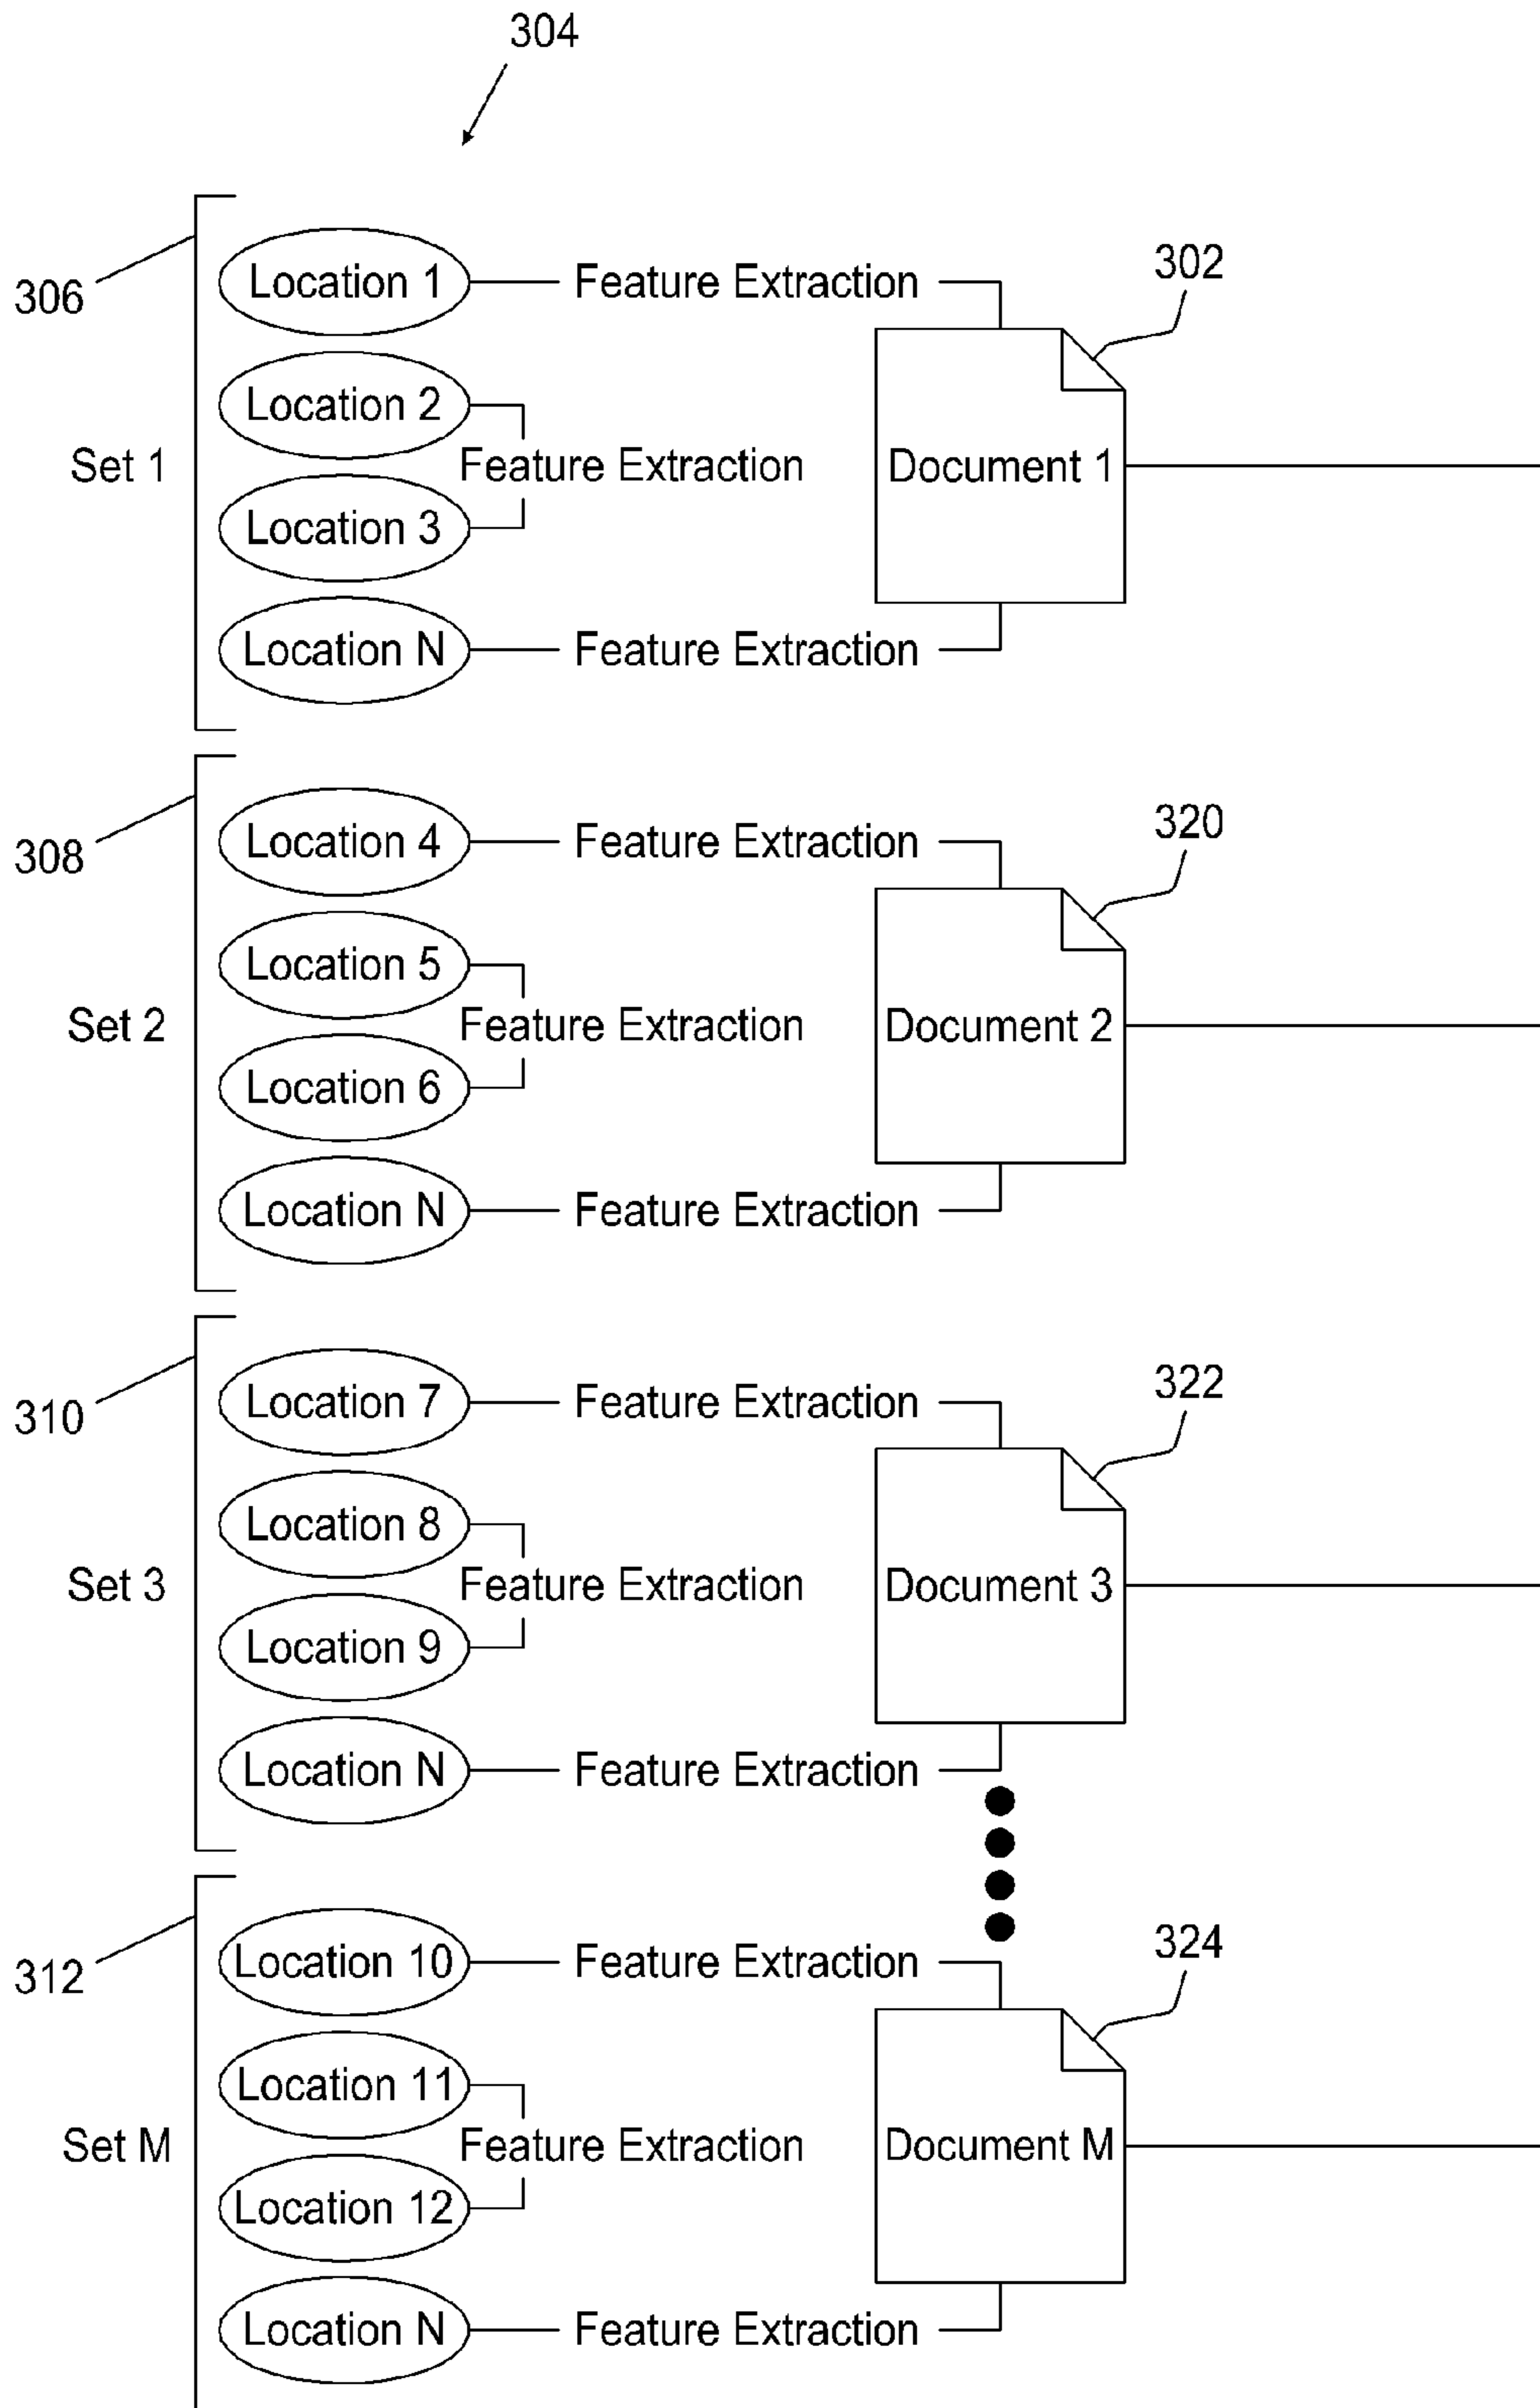 304
306
Location 1
Feature Extraction
302
Location 2
Set 1
Feature Extraction
Document 1
Location 3
Location N
Feature Extraction
308
Location 4
Feature Extraction
320
Location 5
Set 2
Feature Extraction
Document 2
Location 6
Location N
Feature Extraction
310
Location 7
Feature Extraction
322
Location 8
Set 3
Feature Extraction
Document 3
Location 9
Location N
Feature Extraction
312
Location 10
Feature Extraction
324
Location 11
Set M
Feature Extraction
Document M
Location 12
Location N
Feature Extraction